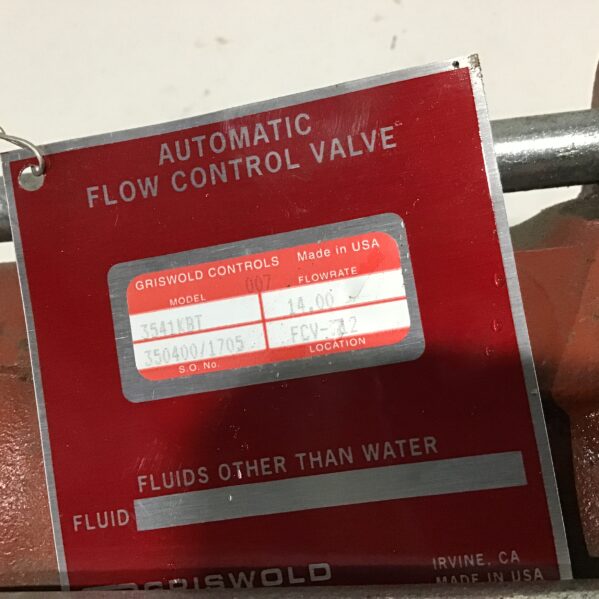 AUTOMATIC
FLOW CONTROL VALVE
GRISWOLD CONTROLS Made in USA
007
MODEL FLOWRATE
3541KBT 14.00
350400/1705
S.O. No. LOCATION
FLUIDS OTHER THAN WATER
FLUID
GRISWOLD
IRVINE, CA
MADE IN USA